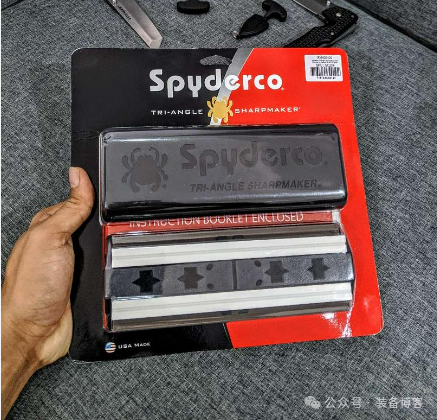 Spyderco
TRI-ANGLE SHARPMAKER
Spyderco
TRI-ANGLE SHARPMAKER
INSTRUCTION BOOKLET ENCLOSED
USA MADE
公众号 · 装备博客